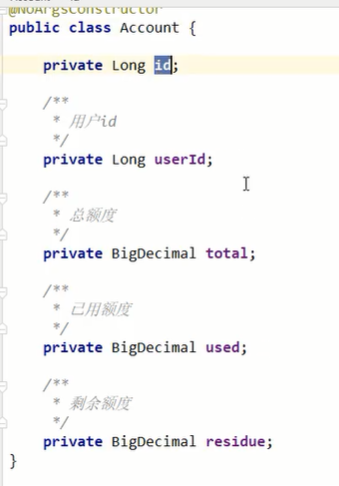 @NoArgsConstructor
public class Account {
private Long id;
/**
* 用户id
*/
private Long userId;
/**
* 总额度
*/
private BigDecimal total;
/**
* 已用额度
*/
private BigDecimal used;
/**
* 剩余额度
*/
private BigDecimal residue;
}